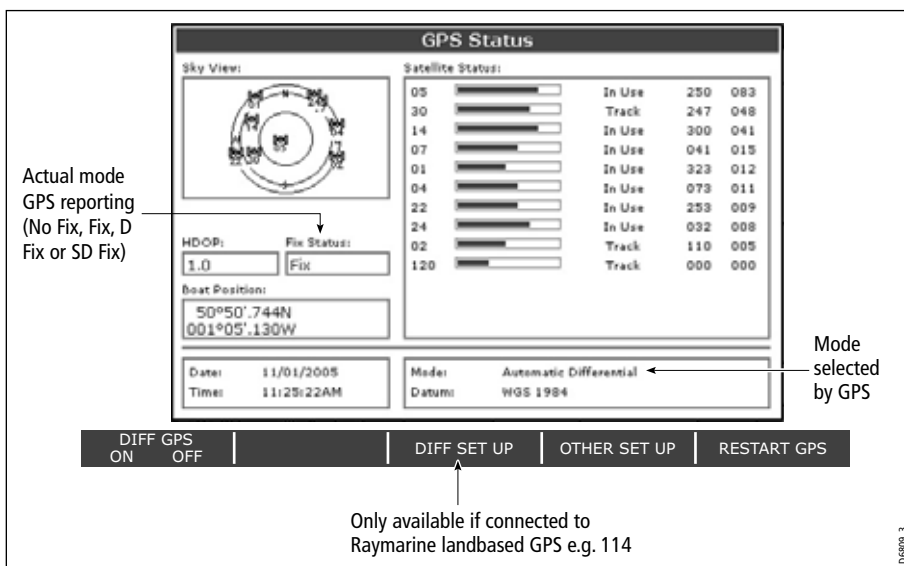 GPS Status
Sky View:
Satellite Status:
05 In Use 250 083
30 Track 247 048
14 In Use 300 041
07 In Use 041 015
01 In Use 323 012
04 In Use 073 011
22 In Use 253 009
24 In Use 032 008
02 Track 110 005
120 Track 000 000
N
S
Actual mode
GPS reporting
(No Fix, Fix, D
Fix or SD Fix)
HDOP: Fix Status:
1.0 Fix
Boat Position:
50°50'.744N
001°05'.130W
Date: 11/01/2005
Time: 11:25:22AM
Mode: Automatic Differential
Datum: WGS 1984
Mode
selected
by GPS
DIFF GPS
ON OFF
DIFF SET UP
OTHER SET UP
RESTART GPS
Only available if connected to
Raymarine landbased GPS e.g. 114
D6809_3